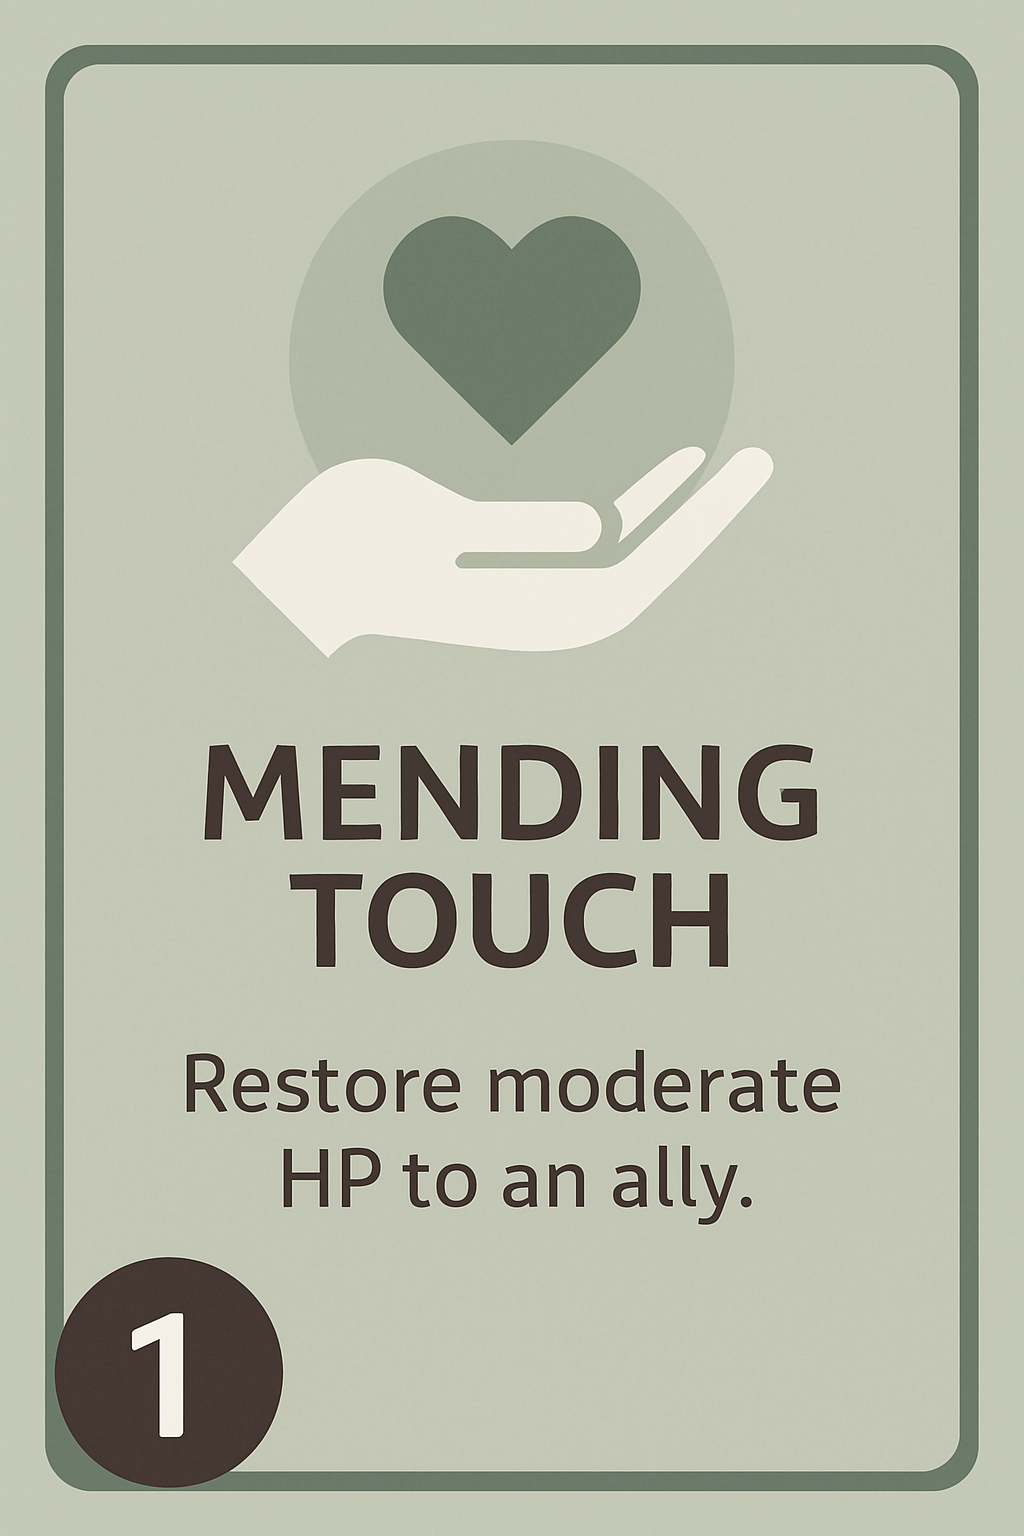 MENDING
TOUCH
Restore moderate
HP to an ally.
1